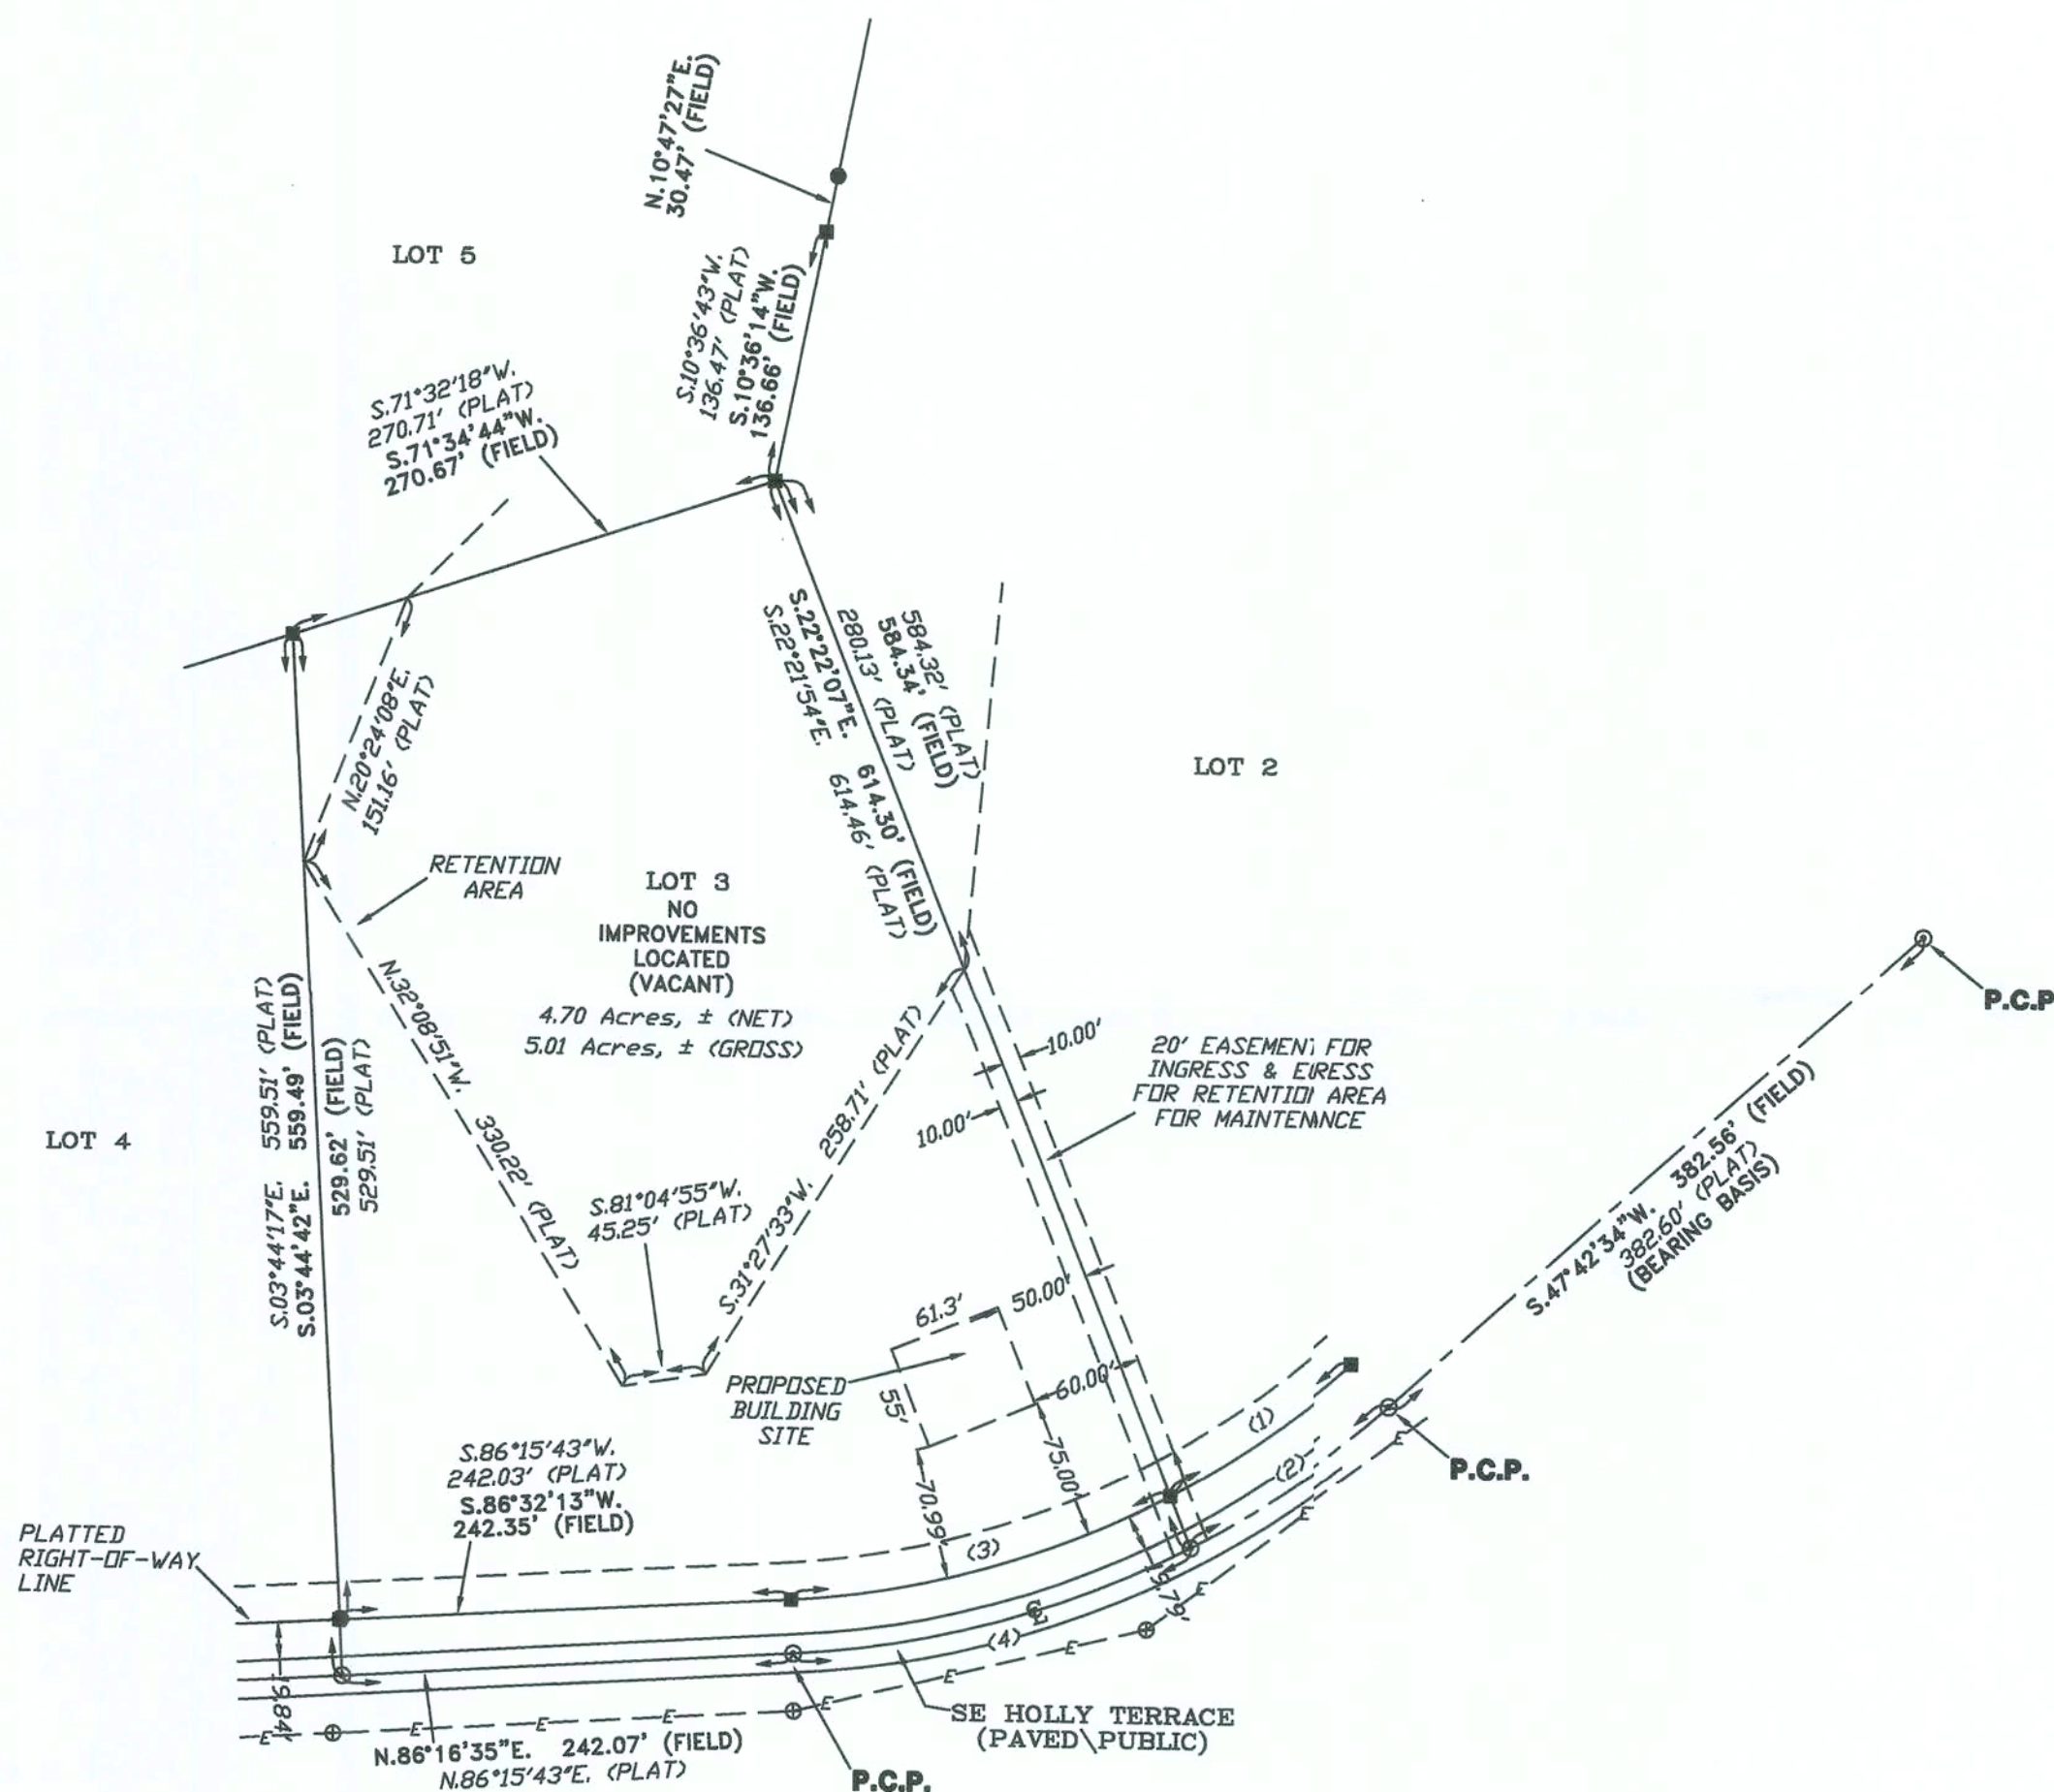 N.10°47'27"E.
30.47' (FIELD)
LOT 5
S.10°36'43"W.
136.47' (PLAT)
S.10°36'14"W.
136.66' (FIELD)
S.71°32'18"W.
270.71' (PLAT)
S.71°34'44"W.
270.67' (FIELD)
584.32' (PLAT)
584.34' (FIELD)
280.13' (PLAT)
S.22°22'07"E. 614.30' (FIELD)
S.22°21'54"E. 614.46' (PLAT)
LOT 2
N.20°24'08"E.
151.16' (PLAT)
RETENTION
AREA
LOT 3
NO
IMPROVEMENTS
LOCATED
(VACANT)
4.70 Acres, ± (NET)
5.01 Acres, ± (GROSS)
P.C.P
N.32°08'51"W. 330.22' (PLAT)
S.03°44'17"E. 559.51' (PLAT)
S.03°44'42"E. 559.49' (FIELD)
529.62' (FIELD)
529.51' (PLAT)
LOT 4
258.71' (PLAT)
S.31°27'33"W.
10.00'
10.00'
20' EASEMENT FOR
INGRESS & EGRESS
FOR RETENTION AREA
FOR MAINTENANCE
S.47°42'34"W. 382.56' (FIELD)
382.60' (PLAT)
(BEARING BASIS)
S.81°04'55"W.
45.25' (PLAT)
61.3'
50.00'
60.00'
55'
PROPOSED
BUILDING
SITE
75.00'
70.99'
(1)
(2)
P.C.P.
S.86°15'43"W.
242.03' (PLAT)
S.86°32'13"W.
242.35' (FIELD)
PLATTED
RIGHT-OF-WAY
LINE
(3)
(4)
CL
19.84'
E E E E E E E E E E E
SE HOLLY TERRACE
(PAVED\PUBLIC)
N.86°16'35"E. 242.07' (FIELD)
N.86°15'43"E. (PLAT)
P.C.P.